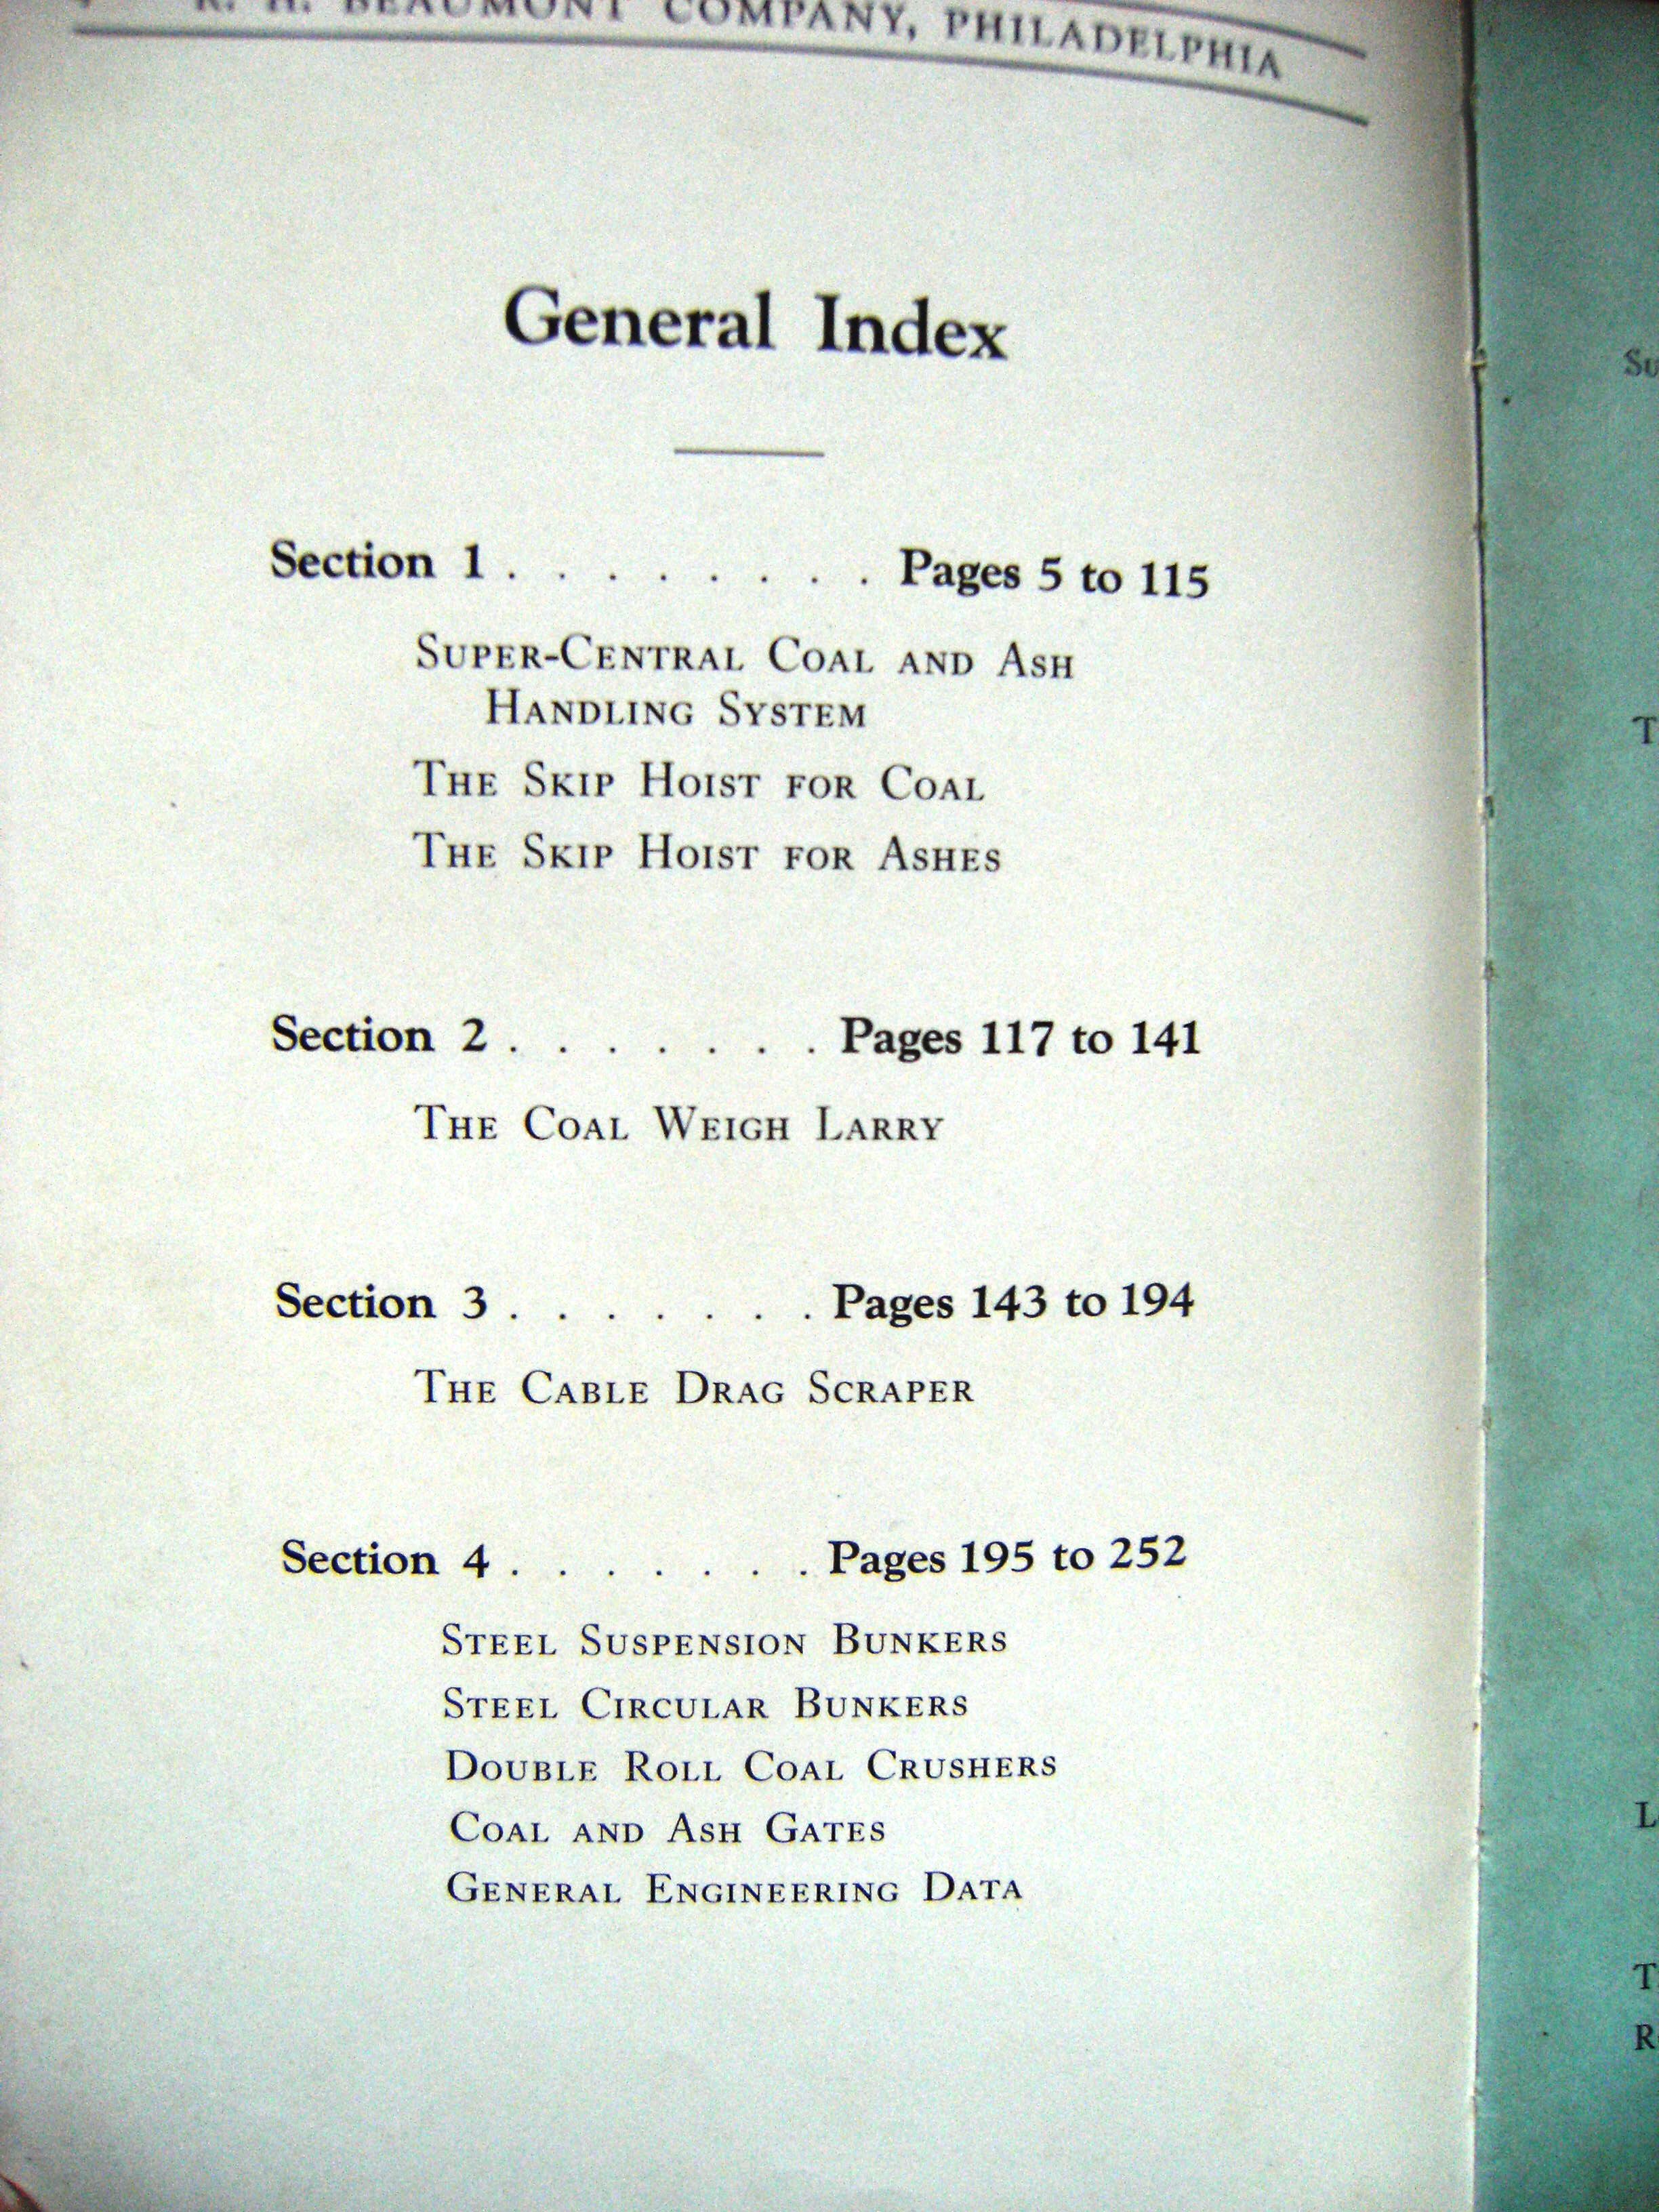 R. H. BEAUMONT COMPANY, PHILADELPHIA
General Index
Section 1 . . . . . . . . Pages 5 to 115
SUPER-CENTRAL COAL AND ASH
HANDLING SYSTEM
THE SKIP HOIST FOR COAL
THE SKIP HOIST FOR ASHES
Section 2 . . . . . . . Pages 117 to 141
THE COAL WEIGH LARRY
Section 3 . . . . . . . Pages 143 to 194
THE CABLE DRAG SCRAPER
Section 4 . . . . . . . Pages 195 to 252
STEEL SUSPENSION BUNKERS
STEEL CIRCULAR BUNKERS
DOUBLE ROLL COAL CRUSHERS
COAL AND ASH GATES
GENERAL ENGINEERING DATA